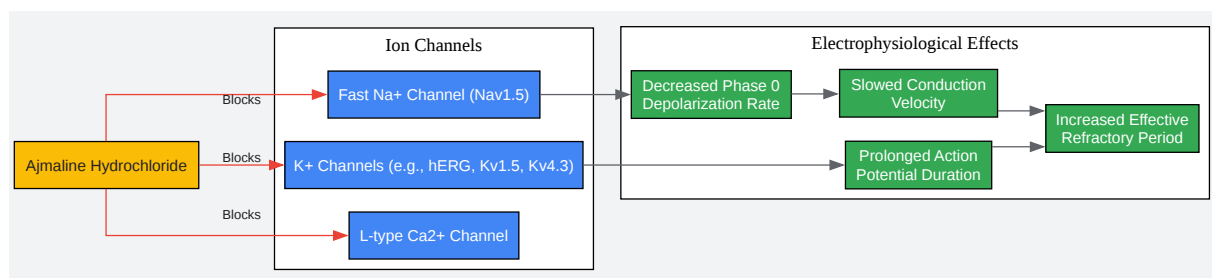 Ion Channels
Electrophysiological Effects
Ajmaline Hydrochloride
Blocks
Blocks
Blocks
Fast Na+ Channel (Nav1.5)
K+ Channels (e.g., hERG, Kv1.5, Kv4.3)
L-type Ca2+ Channel
Decreased Phase 0
Depolarization Rate
Slowed Conduction
Velocity
Prolonged Action
Potential Duration
Increased Effective
Refractory Period